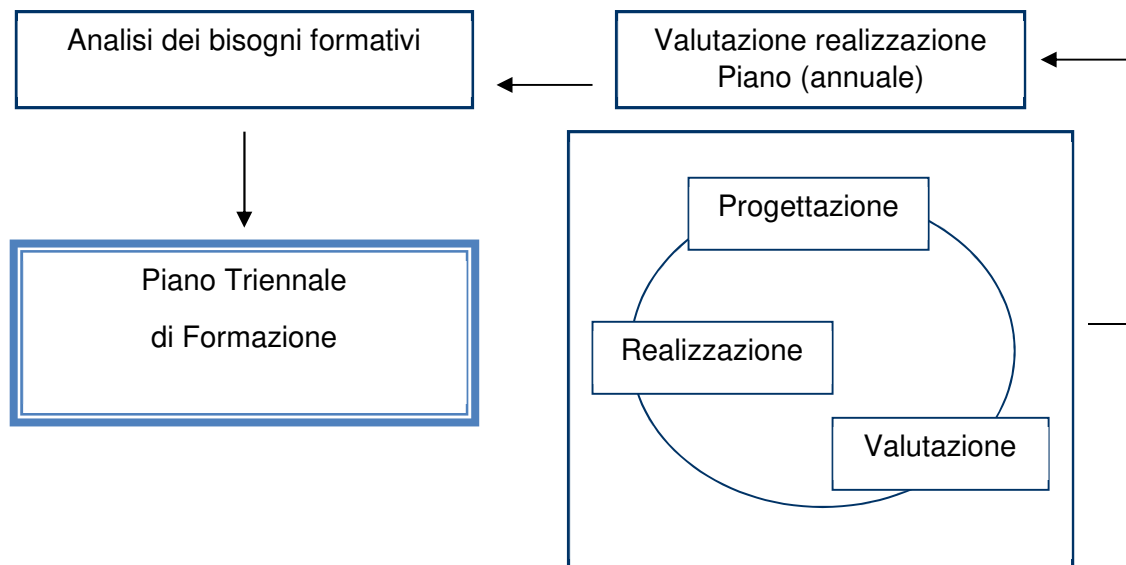 Analisi dei bisogni formativi
Valutazione realizzazione
Piano (annuale)
Piano Triennale
di Formazione
Progettazione
Realizzazione
Valutazione